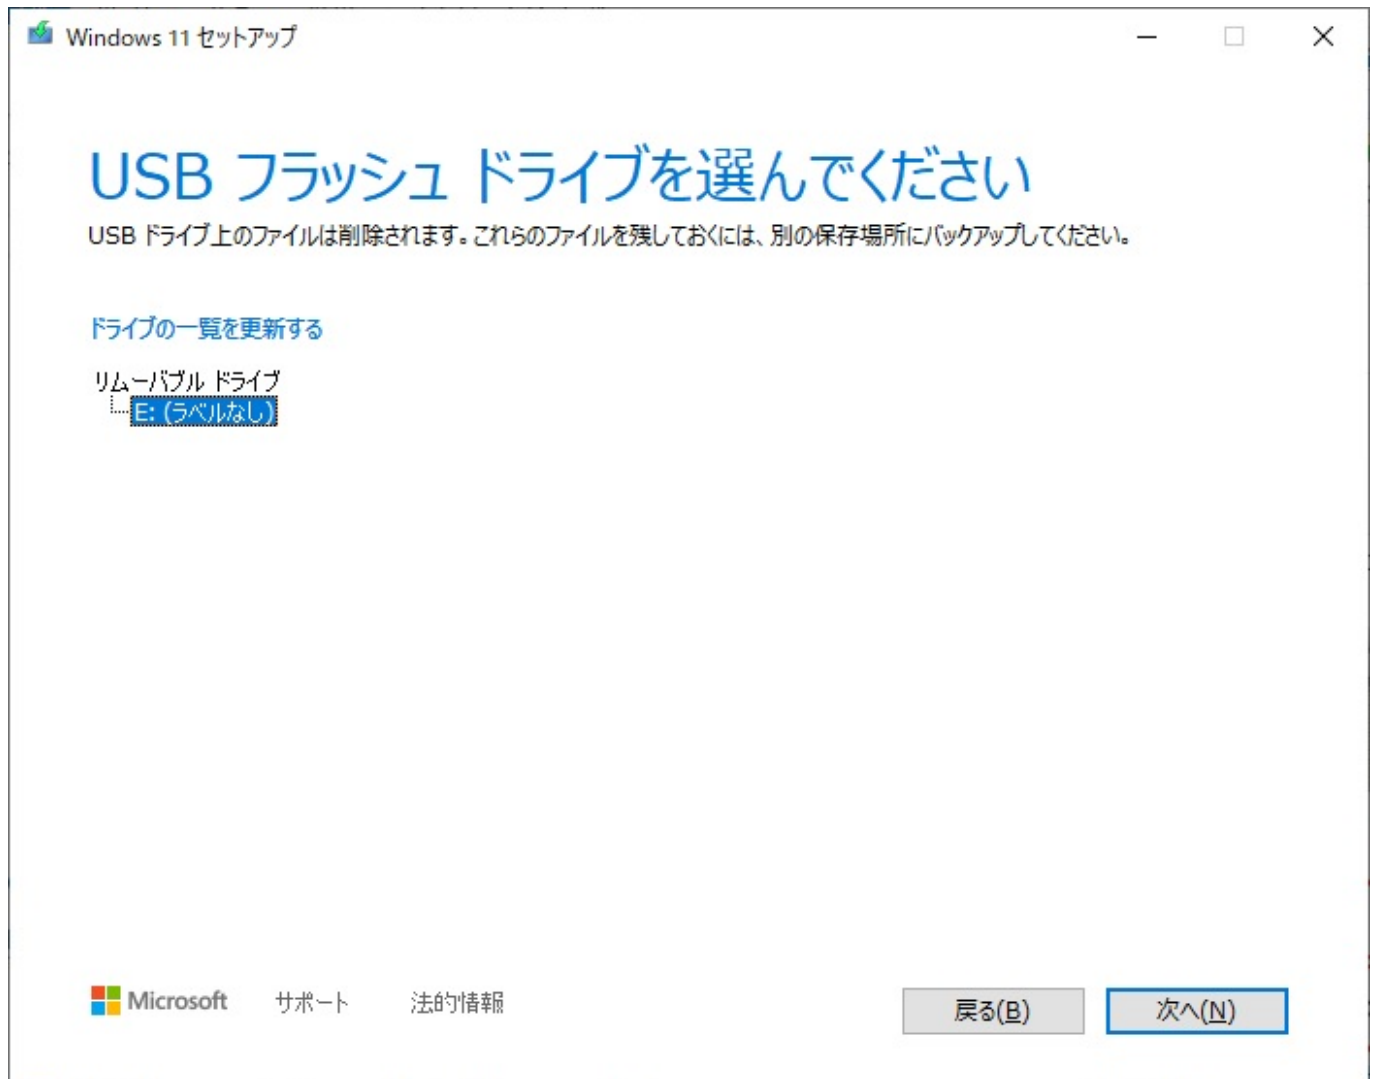 Windows 11 セットアップ
USB フラッシュ ドライブを選んでください
USB ドライブ上のファイルは削除されます。これらのファイルを残しておくには、別の保存場所にバックアップしてください。
ドライブの一覧を更新する
リムーバブル ドライブ
E: (ラベルなし)
Microsoft サポート 法的情報 戻る(B) 次へ(N)